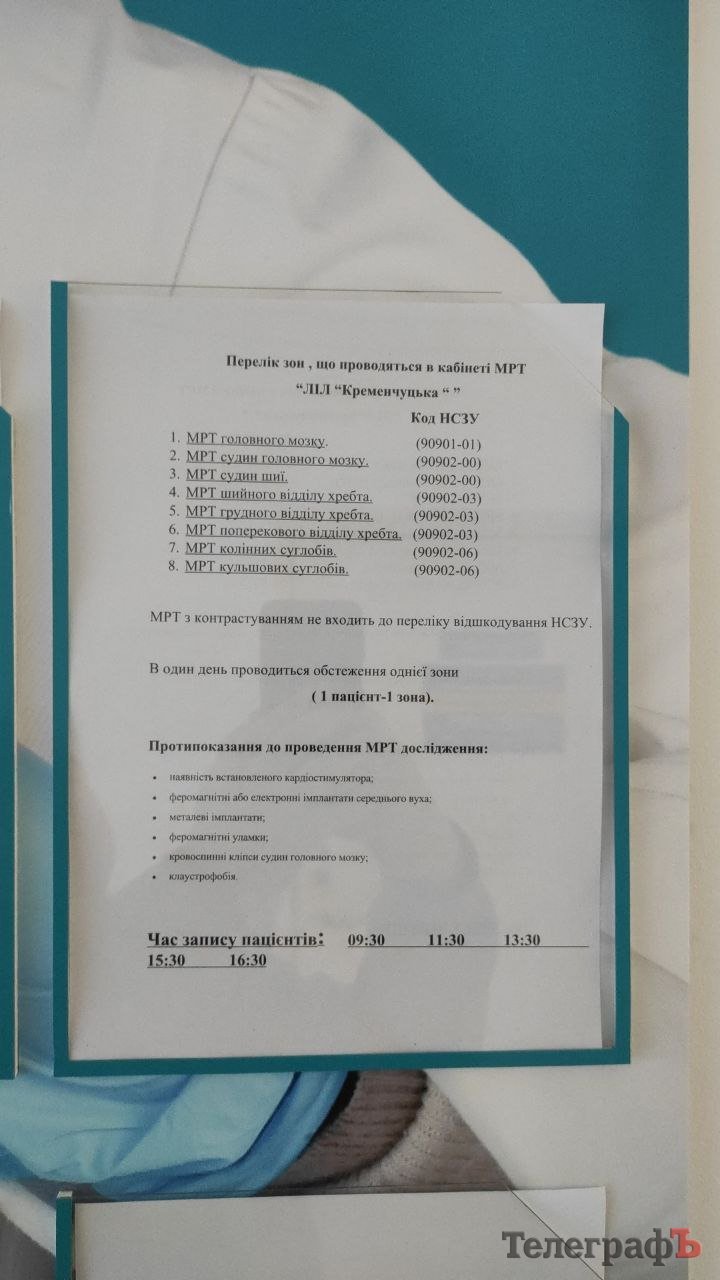 Перелік зон , що проводяться в кабінеті МРТ
“ЛІЛ “Кременчуцька “ ”
Код НСЗУ
1. МРТ головного мозку. (90901-01)
2. МРТ судин головного мозку. (90902-00)
3. МРТ судин шиї. (90902-00)
4. МРТ шийного відділу хребта. (90902-03)
5. МРТ грудного відділу хребта. (90902-03)
6. МРТ поперекового відділу хребта. (90902-03)
7. МРТ колінних суглобів. (90902-06)
8. МРТ кульшових суглобів. (90902-06)
МРТ з контрастуванням не входить до переліку відшкодування НСЗУ.
В один день проводиться обстеження однієї зони
( 1 пацієнт-1 зона).
Протипоказання до проведення МРТ дослідження:
• наявність встановленого кардіостимулятора;
• феромагнітні або електронні імплантати середнього вуха;
• металеві імплантати;
• феромагнітні уламки;
• кровоспинні кліпси судин головного мозку;
• клаустрофобія.
Час запису пацієнтів: 09:30 11:30 13:30
15:30 16:30
ТелеграфЪ